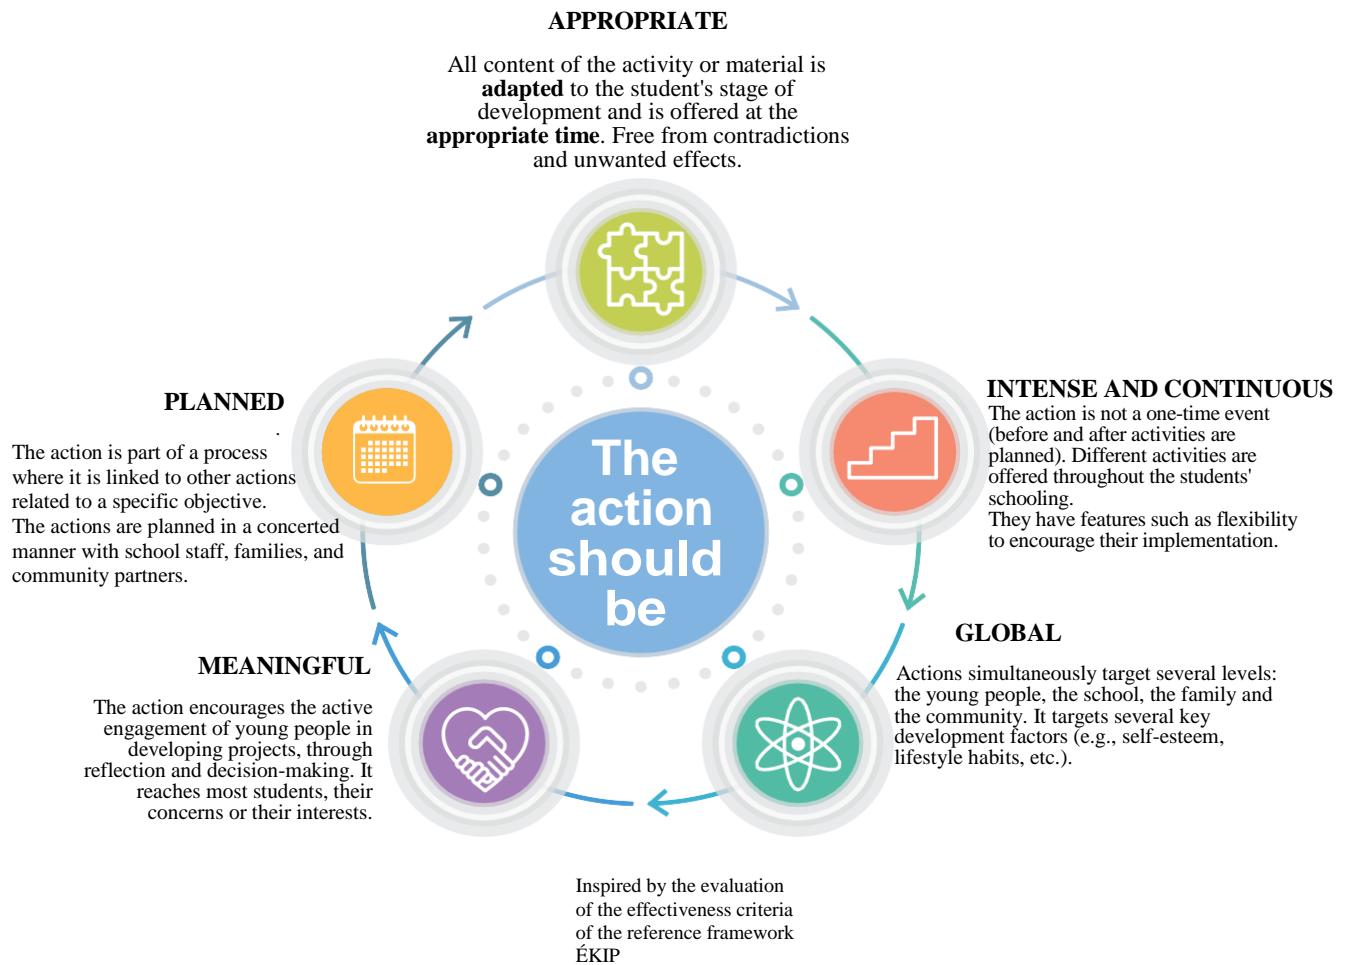 APPROPRIATE
All content of the activity or material is
adapted to the student's stage of
development and is offered at the
appropriate time. Free from contradictions
and unwanted effects.
INTENSE AND CONTINUOUS
The action is not a one-time event
(before and after activities are
planned). Different activities are
offered throughout the students'
schooling.
They have features such as flexibility
to encourage their implementation.
GLOBAL
Actions simultaneously target several levels:
the young people, the school, the family and
the community. It targets several key
development factors (e.g., self-esteem,
lifestyle habits, etc.).
MEANINGFUL
The action encourages the active
engagement of young people in
developing projects, through
reflection and decision-making. It
reaches most students, their
concerns or their interests.
PLANNED
.
The action is part of a process
where it is linked to other actions
related to a specific objective.
The actions are planned in a concerted
manner with school staff, families, and
community partners.
The
action
should
be
Inspired by the evaluation
of the effectiveness criteria
of the reference framework
ÉKIP